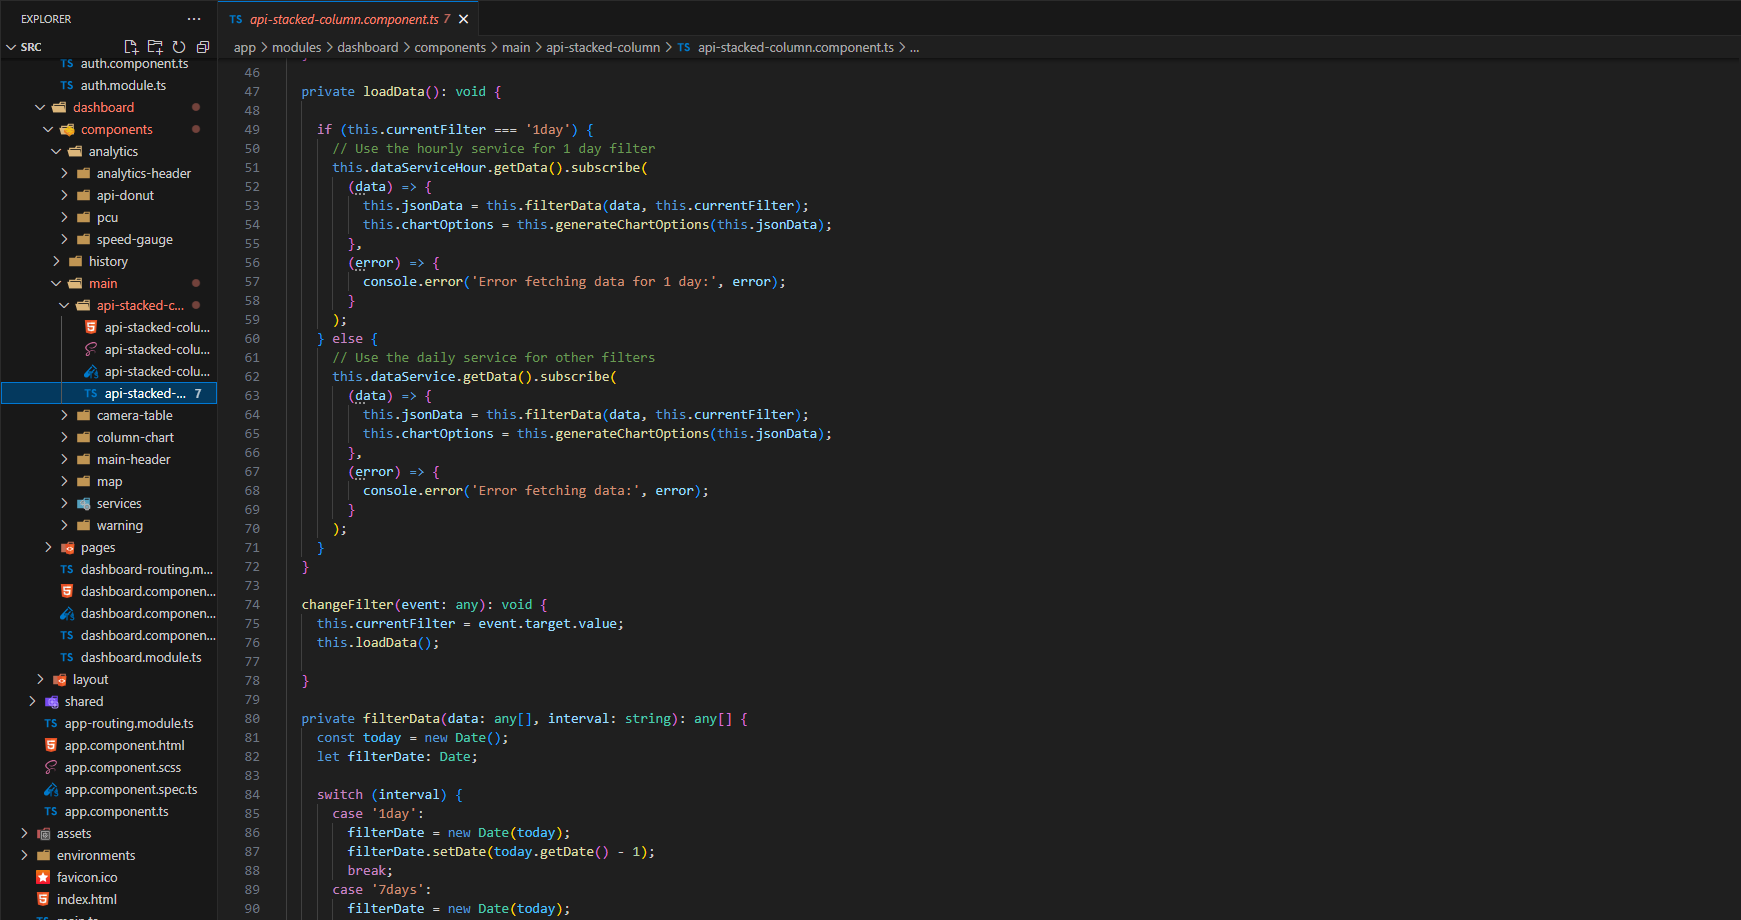 EXPLORER ...
SRC
auth.component.ts
TS auth.module.ts
dashboard
components
analytics
analytics-header
api-donut
pcu
speed-gauge
history
main
api-stacked-c...
api-stacked-colu...
api-stacked-colu...
api-stacked-colu...
TS api-stacked-... 7
camera-table
column-chart
main-header
map
services
warning
pages
TS dashboard-routing.m...
dashboard.componen...
dashboard.componen...
TS dashboard.componen...
TS dashboard.module.ts
layout
shared
TS app-routing.module.ts
app.component.html
app.component.scss
app.component.spec.ts
TS app.component.ts
assets
environments
favicon.ico
index.html
TS main.ts
TS api-stacked-column.component.ts 7
app > modules > dashboard > components > main > api-stacked-column > TS api-stacked-column.component.ts > ...
46
47 private loadData(): void {
48
49 if (this.currentFilter === '1day') {
50 // Use the hourly service for 1 day filter
51 this.dataServiceHour.getData().subscribe(
52 (data) => {
53 this.jsonData = this.filterData(data, this.currentFilter);
54 this.chartOptions = this.generateChartOptions(this.jsonData);
55 },
56 (error) => {
57 console.error('Error fetching data for 1 day:', error);
58 }
59 );
60 } else {
61 // Use the daily service for other filters
62 this.dataService.getData().subscribe(
63 (data) => {
64 this.jsonData = this.filterData(data, this.currentFilter);
65 this.chartOptions = this.generateChartOptions(this.jsonData);
66 },
67 (error) => {
68 console.error('Error fetching data:', error);
69 }
70 );
71 }
72 }
73
74 changeFilter(event: any): void {
75 this.currentFilter = event.target.value;
76 this.loadData();
77
78 }
79
80 private filterData(data: any[], interval: string): any[] {
81 const today = new Date();
82 let filterDate: Date;
83
84 switch (interval) {
85 case '1day':
86 filterDate = new Date(today);
87 filterDate.setDate(today.getDate() - 1);
88 break;
89 case '7days':
90 filterDate = new Date(today);